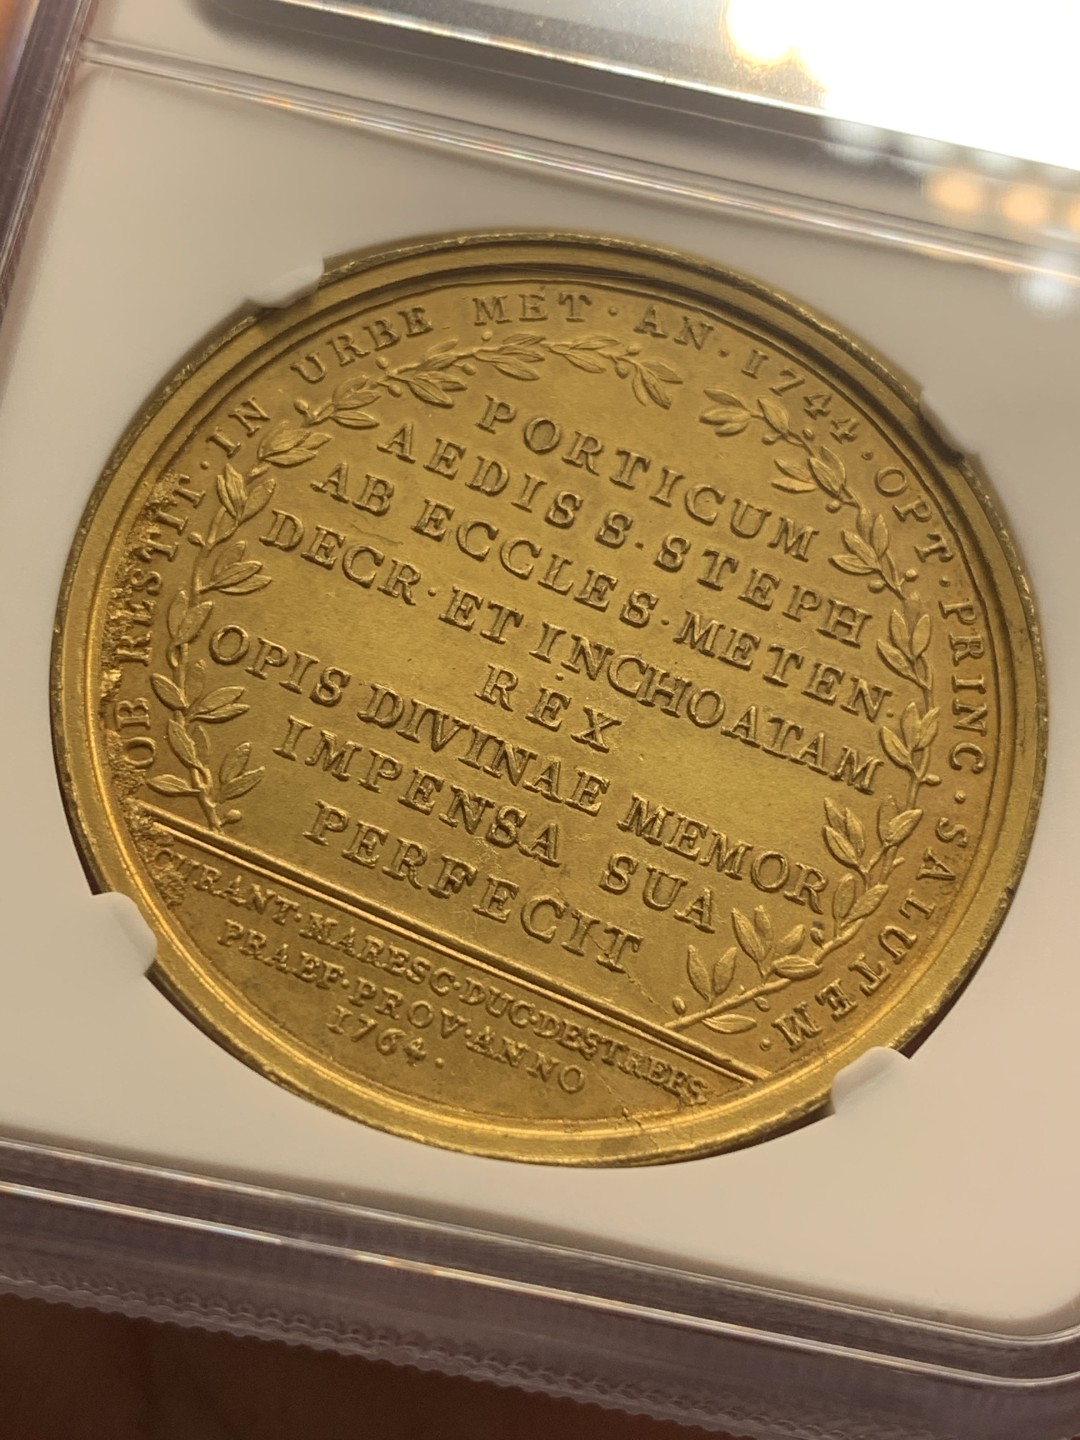 OB RESTIT · IN URBE MET · AN · 1744 · OPT · PRINC · SALUTEM ·
PORTICUM
AEDIS S · STEPH
AB ECCLES · METEN ·
DECR · ET INCHOATAM
REX
OPIS DIVINAE MEMOR
IMPENSA SUA
PERFECIT
CURANT · MARESC · DUC · DESTREES
PRAEF · PROV · ANNO
1764 ·